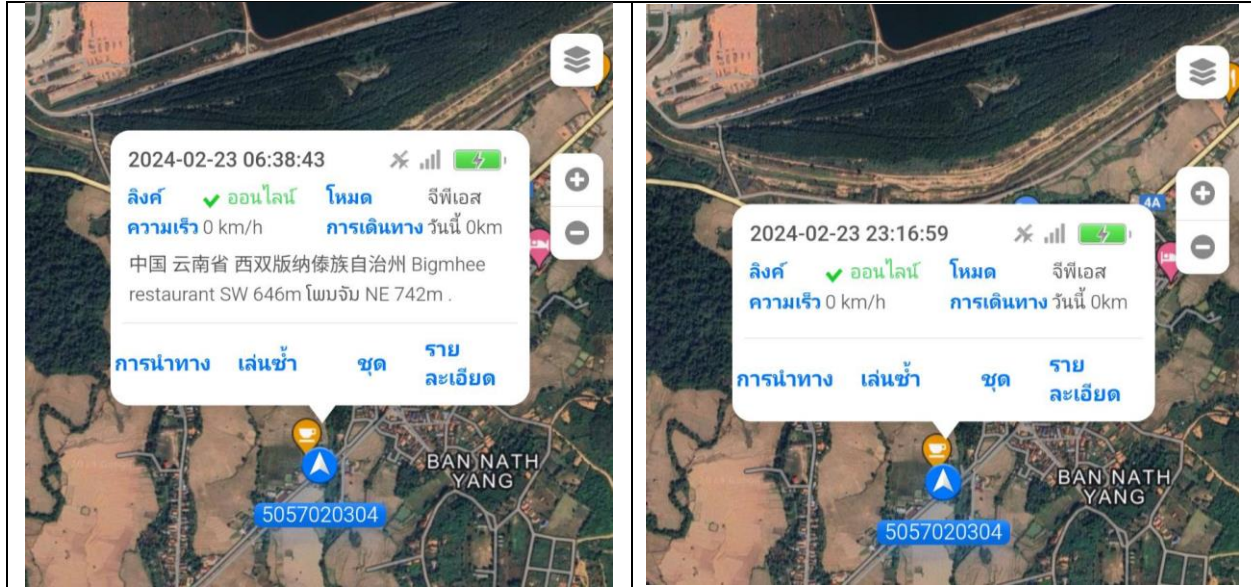 2024-02-23 06:38:43
ลิงค์ ออนไลน์ โหมด จีพีเอส
ความเร็ว 0 km/h การเดินทาง วันนี้ 0km
中国 云南省 西双版纳傣族自治州 Bigmhee
restaurant SW 646m ໂພນຈັນ NE 742m .
การนำทาง เล่นซ้ำ ชุด ราย
ละเอียด
BAN NATH
YANG
5057020304
4A
2024-02-23 23:16:59
ลิงค์ ออนไลน์ โหมด จีพีเอส
ความเร็ว 0 km/h การเดินทาง วันนี้ 0km
การนำทาง เล่นซ้ำ ชุด ราย
ละเอียด
BAN NATH
YANG
5057020304